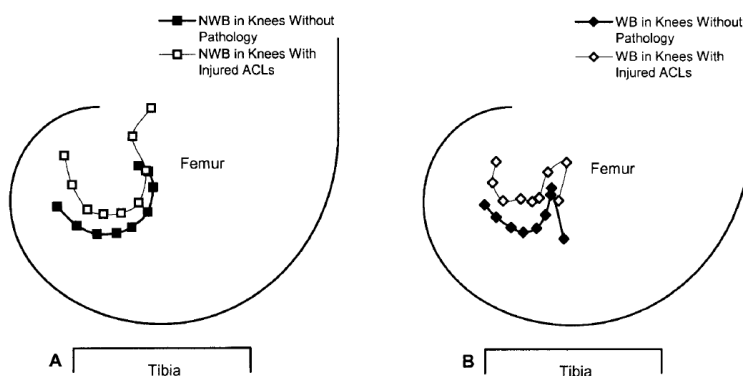 NWB in Knees Without
Pathology
NWB in Knees With
Injured ACLs
Femur
A
Tibia
WB in Knees Without
Pathology
WB in Knees With
Injured ACLs
Femur
B
Tibia